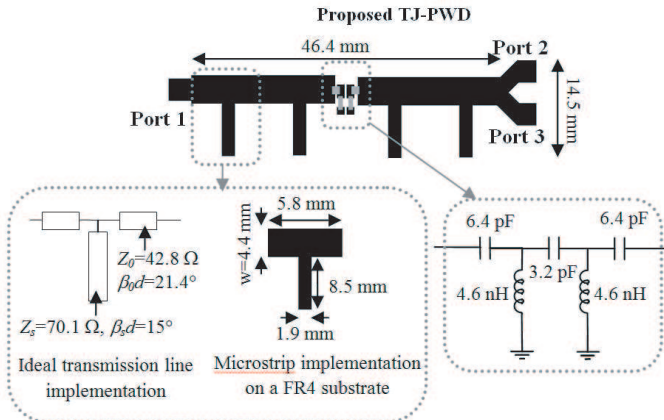 Proposed TJ-PWD
46.4 mm
Port 2
Port 1
Port 3
14.5 mm
5.8 mm
w=4.4 mm
Z₀=42.8 Ω
β₀d=21.4°
8.5 mm
Zₛ=70.1 Ω, βₛd=15°
1.9 mm
Ideal transmission line
implementation
Microstrip implementation
on a FR4 substrate
6.4 pF
6.4 pF
3.2 pF
4.6 nH
4.6 nH